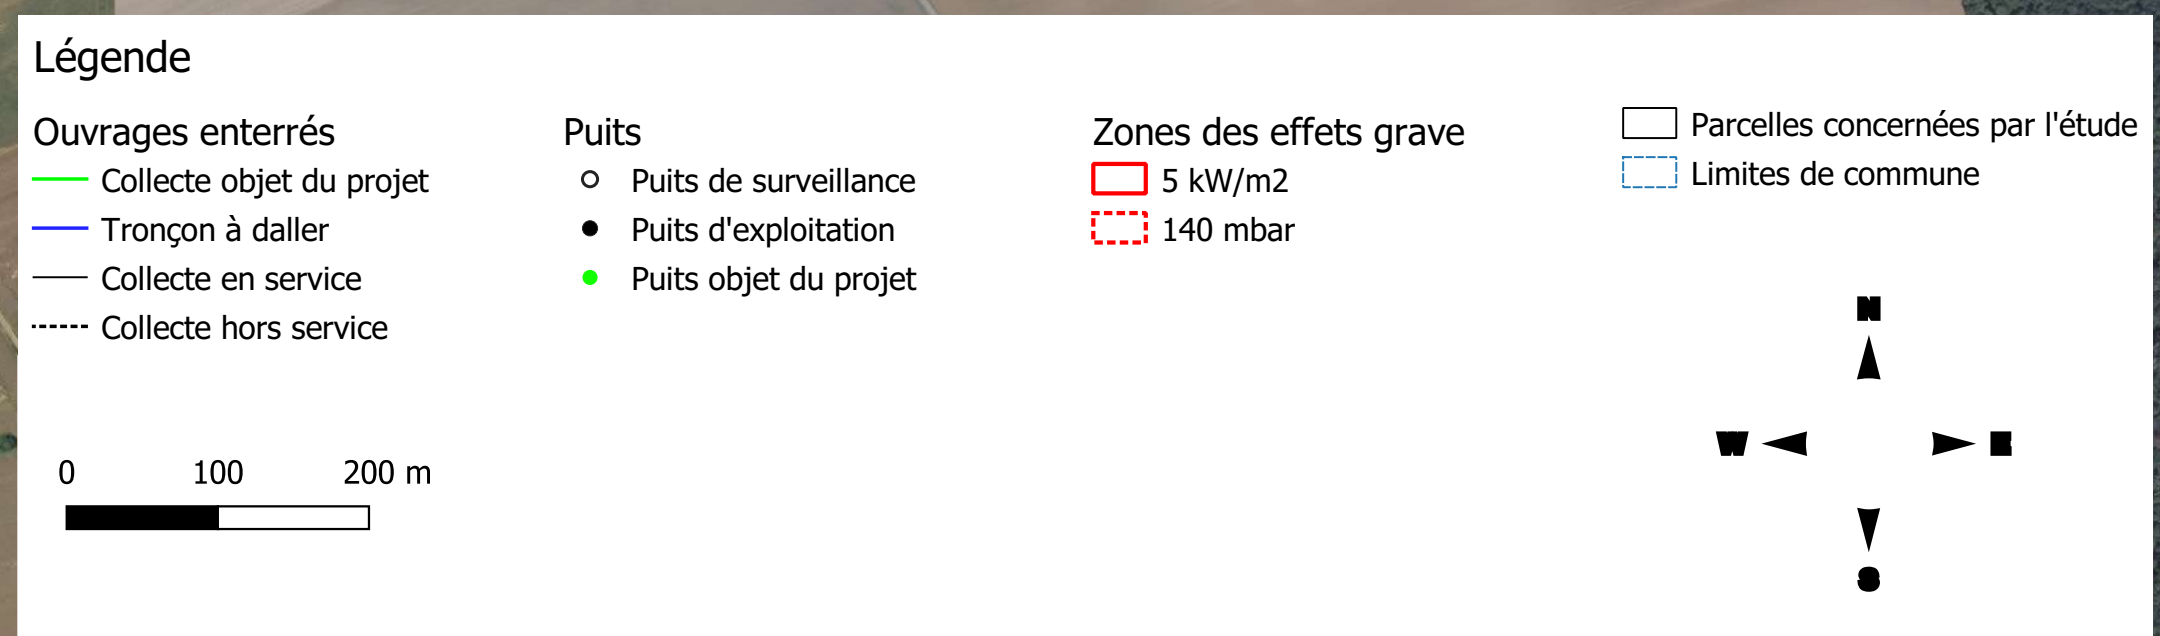 Légende
Ouvrages enterrés
Collecte objet du projet
Tronçon à daller
Collecte en service
Collecte hors service
Puits
Puits de surveillance
Puits d'exploitation
Puits objet du projet
Zones des effets grave
5 kW/m2
140 mbar
Parcelles concernées par l'étude
Limites de commune
0 100 200 m
N
W E
S